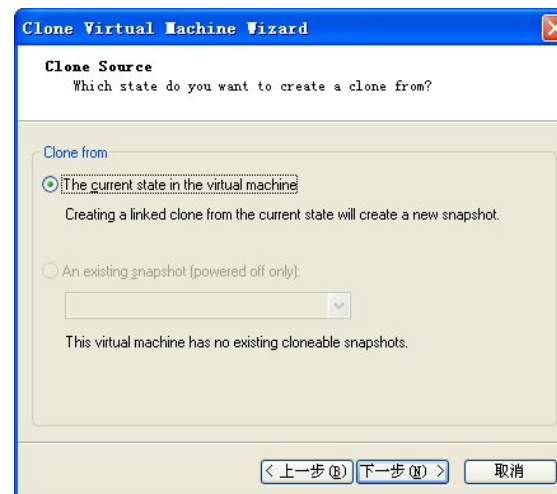 Clone Virtual Machine Wizard
Clone Source
Which state do you want to create a clone from?
Clone from
The current state in the virtual machine
Creating a linked clone from the current state will create a new snapshot.
An existing snapshot (powered off only):
This virtual machine has no existing cloneable snapshots.
< 上一步(B) 下一步(N) > 取消